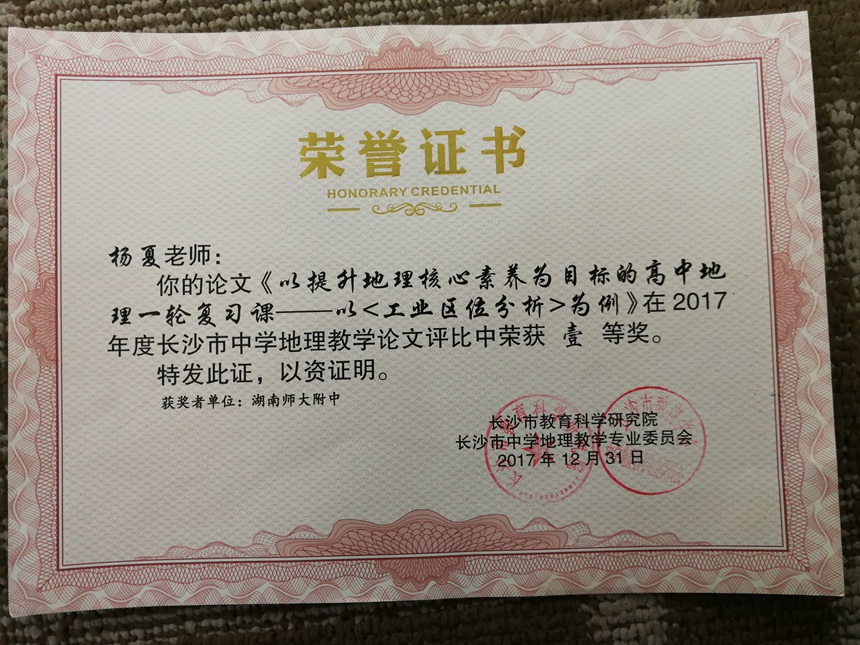 荣誉证书
HONORARY CREDENTIAL
杨夏老师：
你的论文《以提升地理核心素养为目标的高中地
理一轮复习课——以<工业区位分析>为例》在2017
年度长沙市中学地理教学论文评比中荣获 壹 等奖。
特发此证，以资证明。
获奖者单位：湖南师大附中
长沙市教育科学研究院
长沙市中学地理教学专业委员会
2017年12月31日